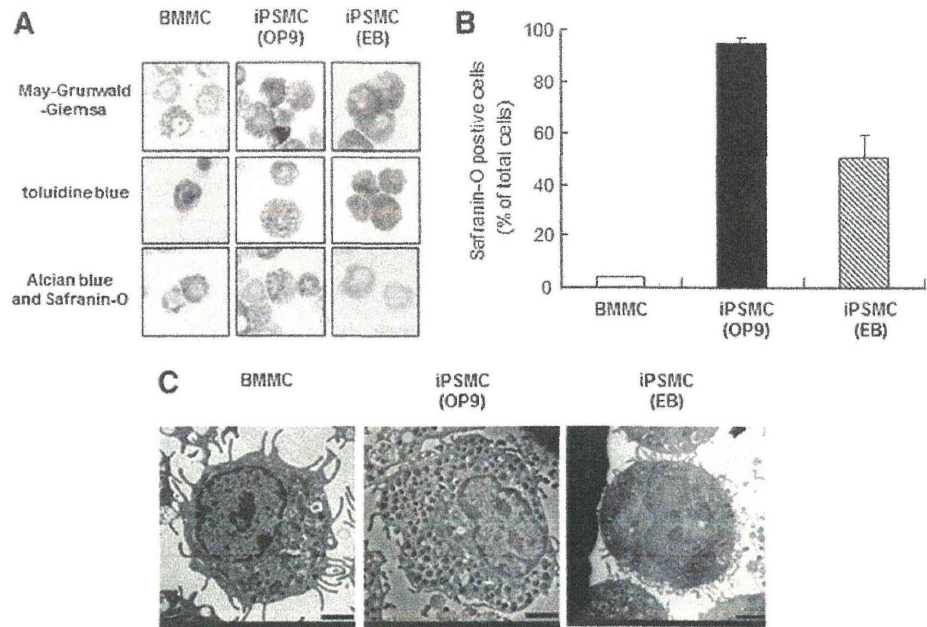 A
BMMC
iPSMC
(OP9)
iPSMC
(EB)
May-Grunwald
-Giemsa
toluidine blue
Alcian blue
and Safranin-O
B
Safranin-O postive cells
(% of total cells)
100
80
60
40
20
0
BMMC
iPSMC
(OP9)
iPSMC
(EB)
C
BMMC
iPSMC
(OP9)
iPSMC
(EB)